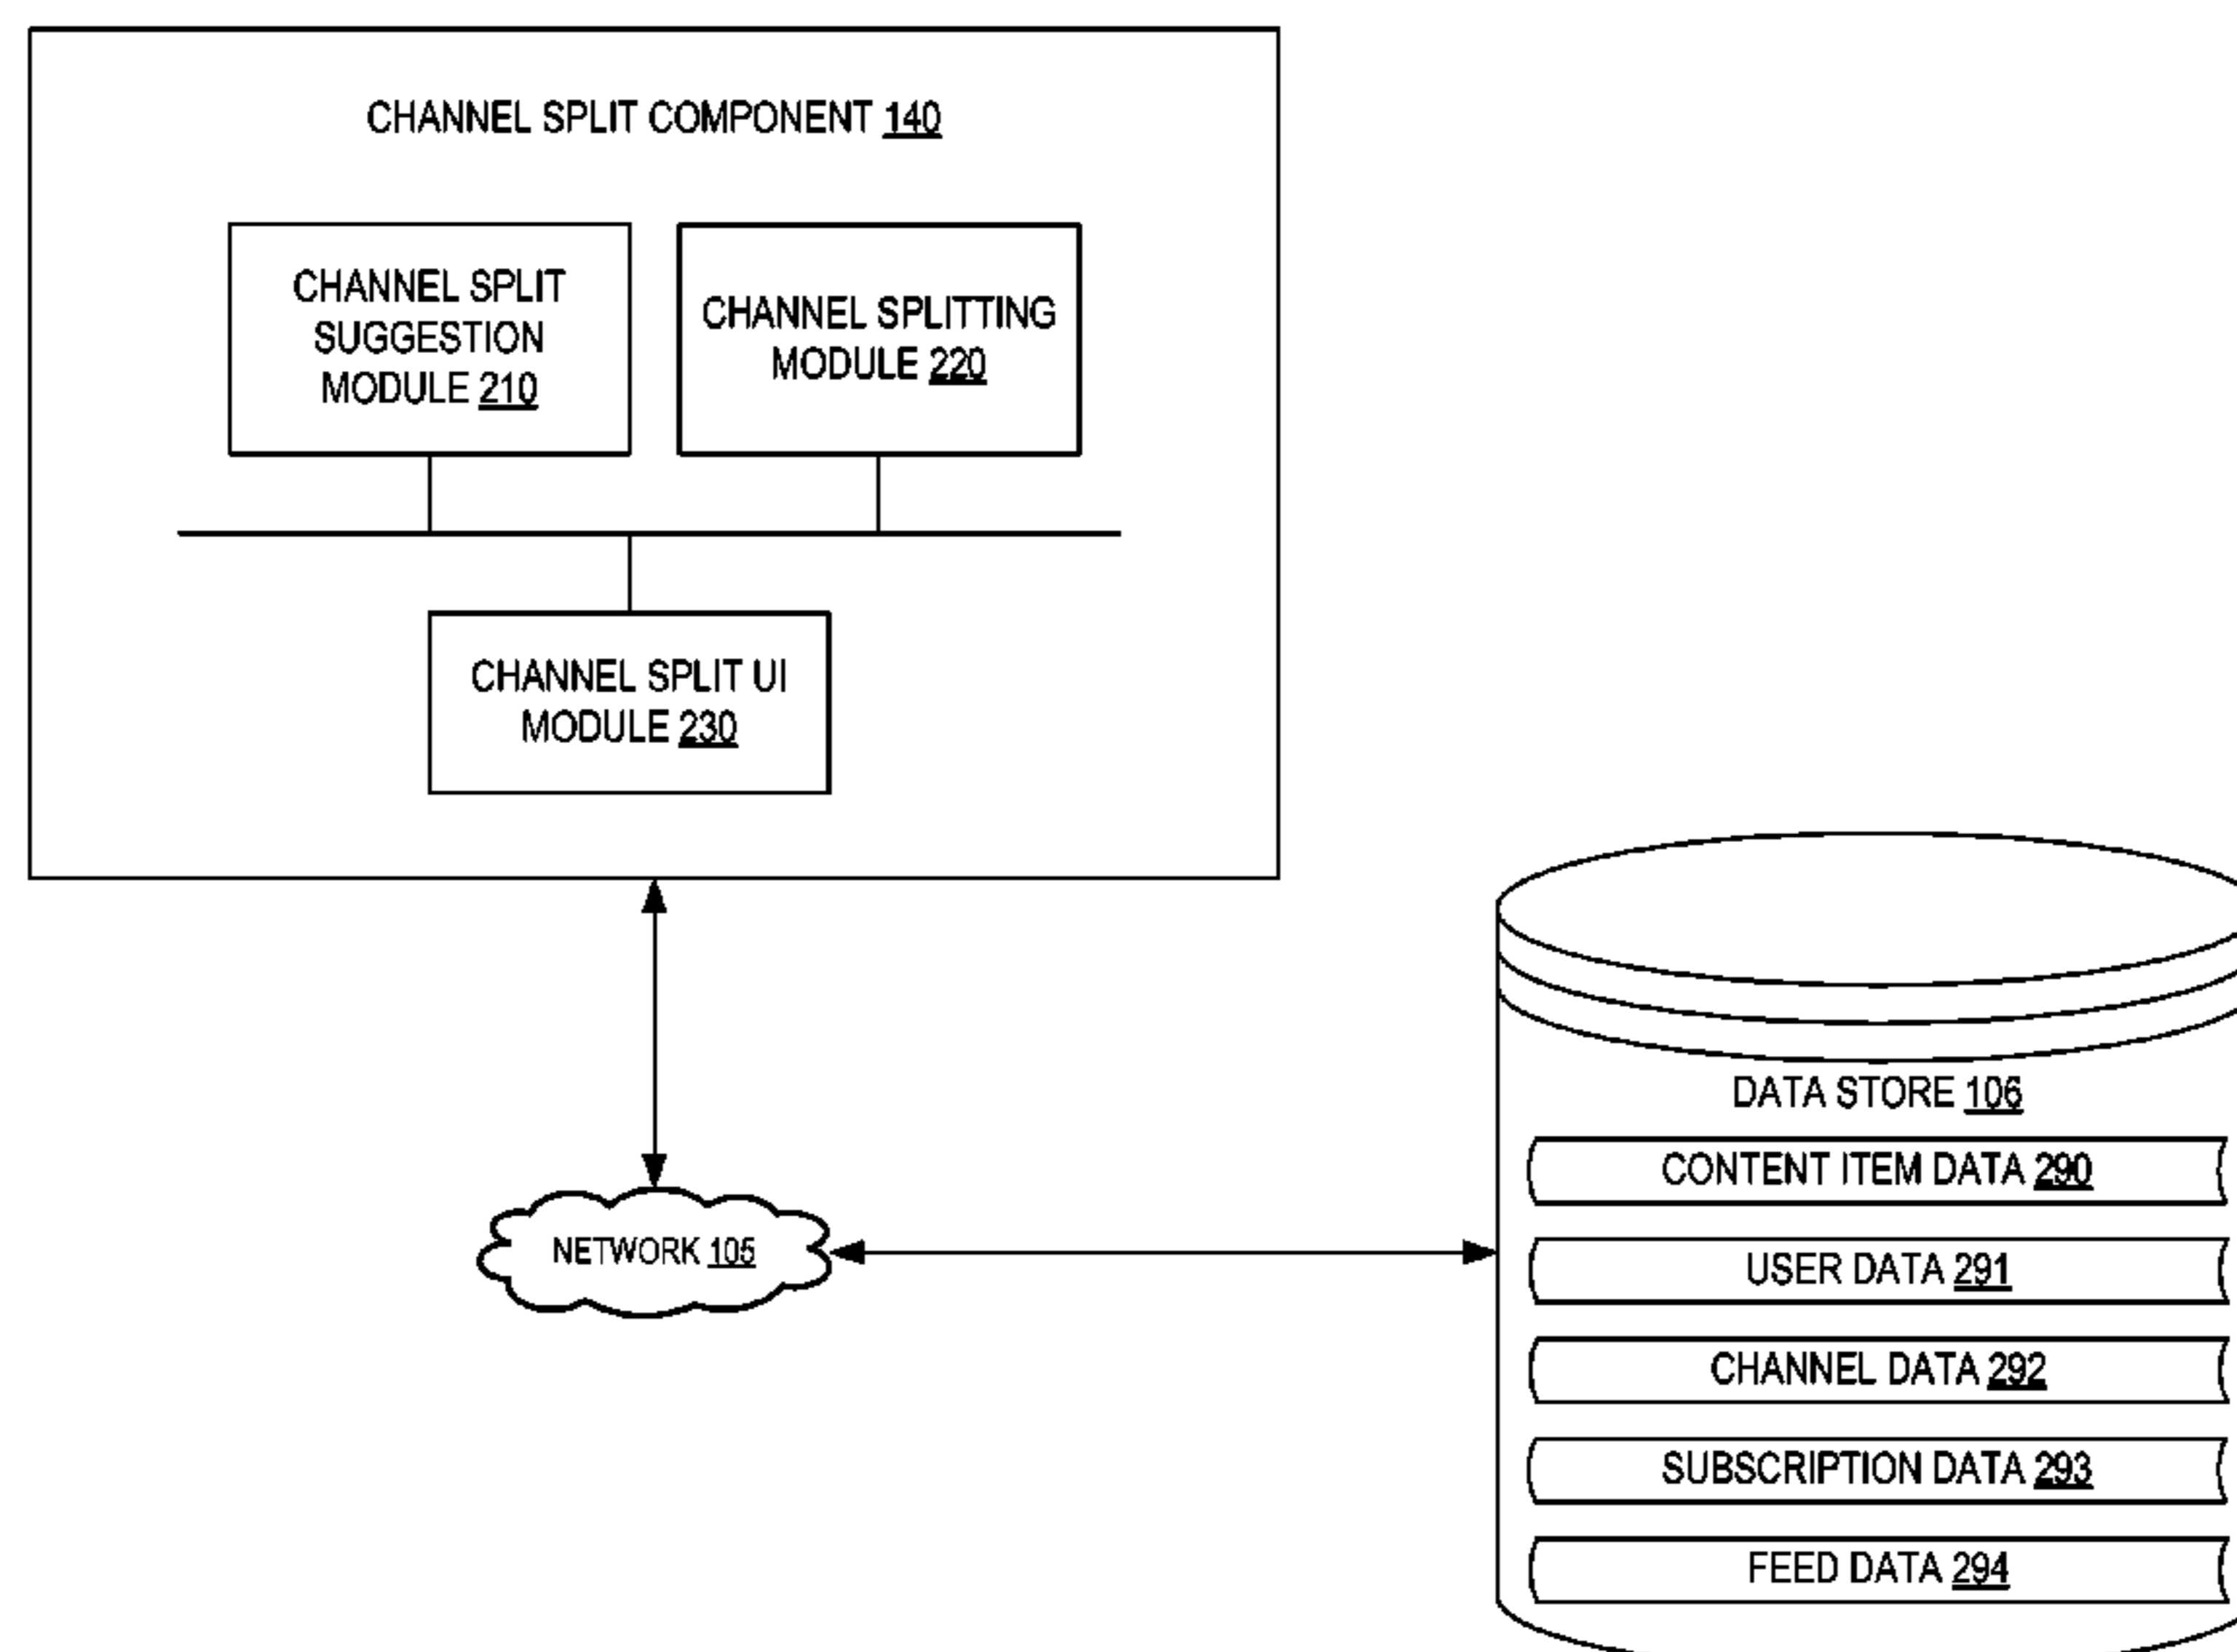 CHANNEL SPLIT COMPONENT 140
CHANNEL SPLIT
SUGGESTION
MODULE 210
CHANNEL SPLITTING
MODULE 220
CHANNEL SPLIT UI
MODULE 230
NETWORK 105
DATA STORE 106
CONTENT ITEM DATA 290
USER DATA 291
CHANNEL DATA 292
SUBSCRIPTION DATA 293
FEED DATA 294